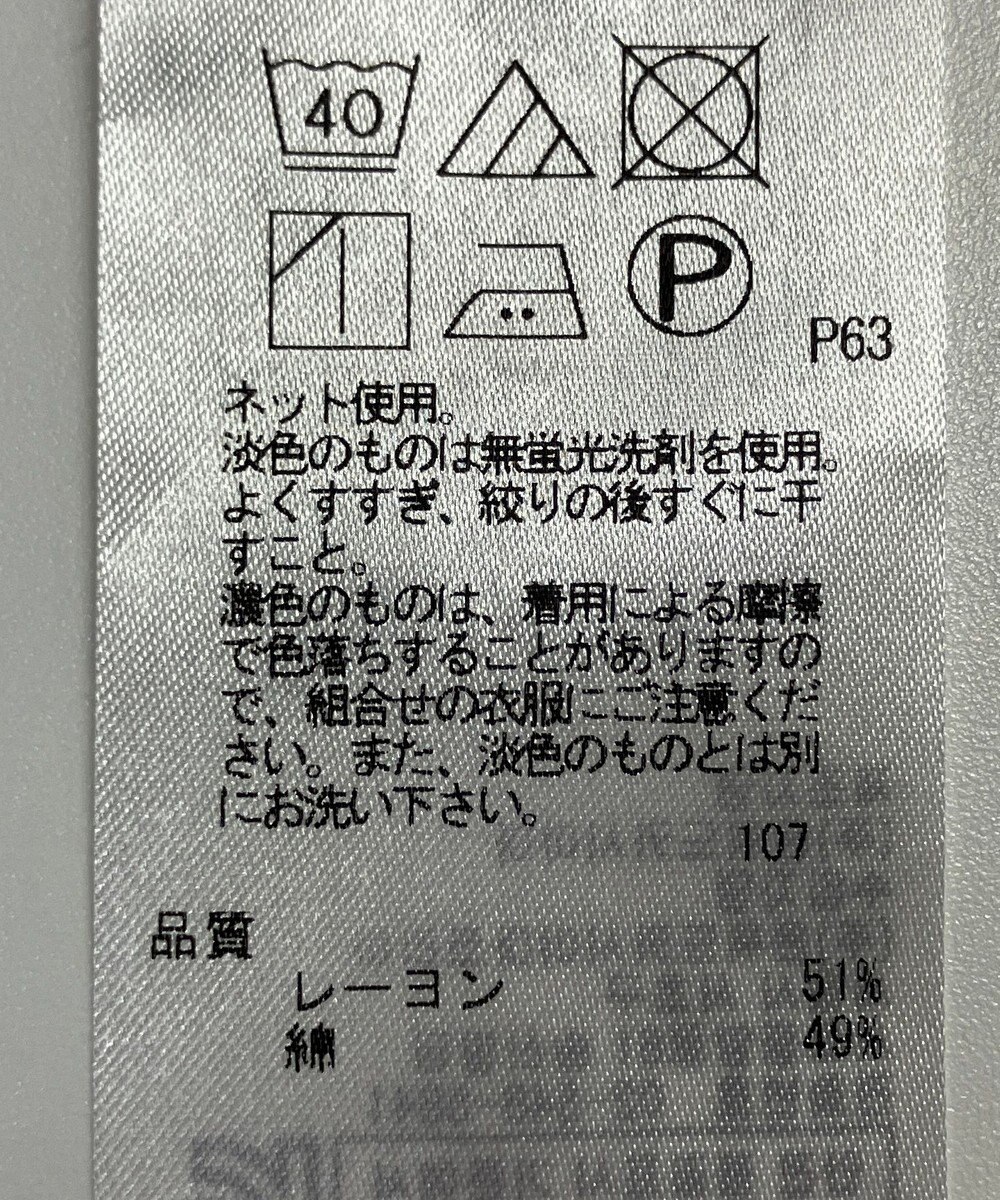 40
P
P63
ネット使用。
淡色のものは無蛍光洗剤を使用。
よくすすぎ、絞りの後すぐに干
すこと。
濃色のものは、着用による摩擦
で色落ちすることがありますの
で、組合せの衣服にご注意くだ
さい。また、淡色のものとは別
にお洗い下さい。
107
品質
レーヨン 51%
綿 49%